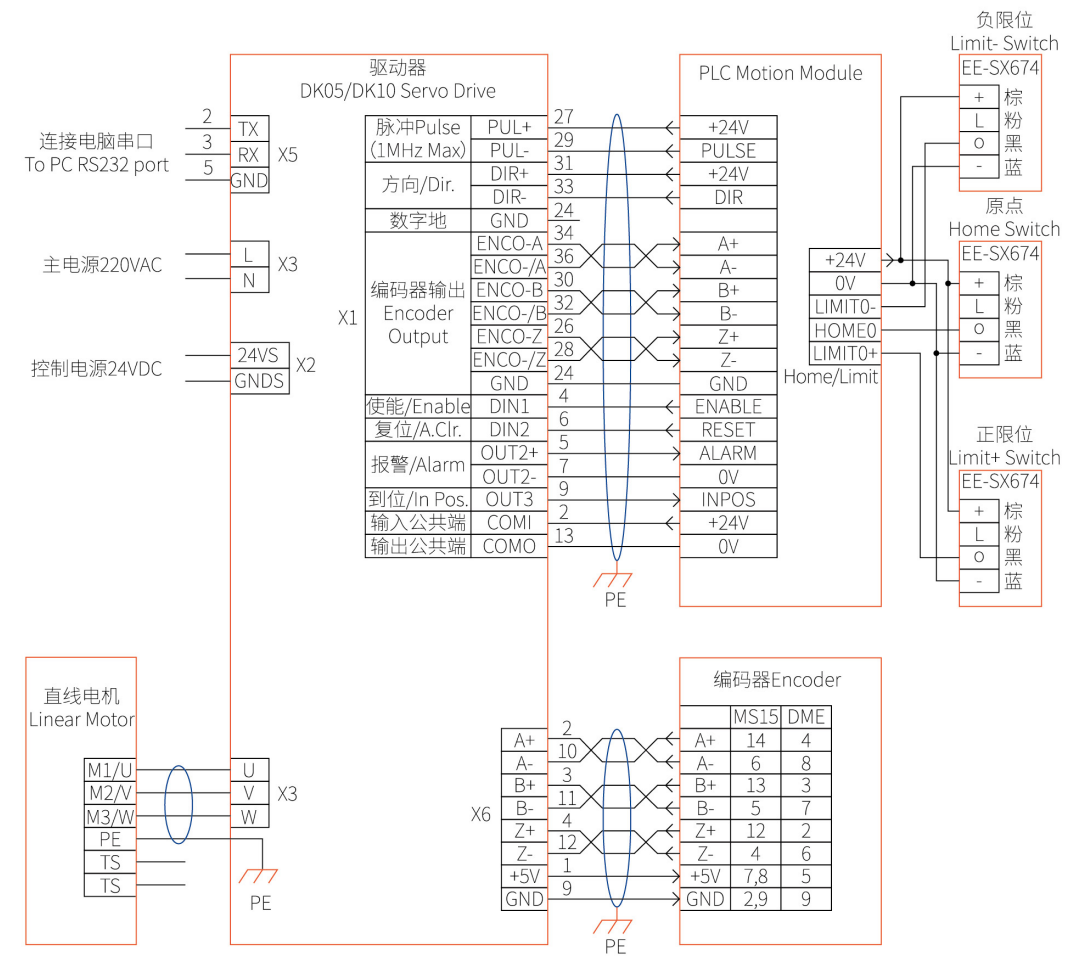 负限位
Limit- Switch
EE-SX674
+ 棕
L 粉
O 黑
- 蓝
原点
Home Switch
EE-SX674
+ 棕
L 粉
O 黑
- 蓝
正限位
Limit+ Switch
EE-SX674
+ 棕
L 粉
O 黑
- 蓝
驱动器
DK05/DK10 Servo Drive
连接电脑串口
To PC RS232 port
2 TX
3 RX
5 GND
X5
主电源220VAC
L
N
X3
控制电源24VDC
24VS
GNDS
X2
X1
脉冲Pulse
(1MHz Max)
PUL+ 27
PUL- 29
方向/Dir.
DIR+ 31
DIR- 33
数字地 GND 24
编码器输出
Encoder
Output
ENCO-A 34
ENCO-/A 36
ENCO-B 30
ENCO-/B 32
ENCO-Z 26
ENCO-/Z 28
GND 24
使能/Enable DIN1 4
复位/A.Clr. DIN2 6
报警/Alarm
OUT2+ 5
OUT2- 7
到位/In Pos. OUT3 9
输入公共端 COMI 2
输出公共端 COMO 13
PE
PLC Motion Module
+24V
PULSE
+24V
DIR
A+
A-
B+
B-
Z+
Z-
GND
ENABLE
RESET
ALARM
0V
INPOS
+24V
0V
+24V
0V
LIMIT0-
HOME0
LIMIT0+
Home/Limit
直线电机
Linear Motor
M1/U
M2/V
M3/W
PE
TS
TS
U
V
W
X3
PE
X6
A+ 2
A- 10
B+ 3
B- 11
Z+ 4
Z- 12
+5V 1
GND 9
PE
编码器Encoder
MS15 DME
A+ 14 4
A- 6 8
B+ 13 3
B- 5 7
Z+ 12 2
Z- 4 6
+5V 7,8 5
GND 2,9 9